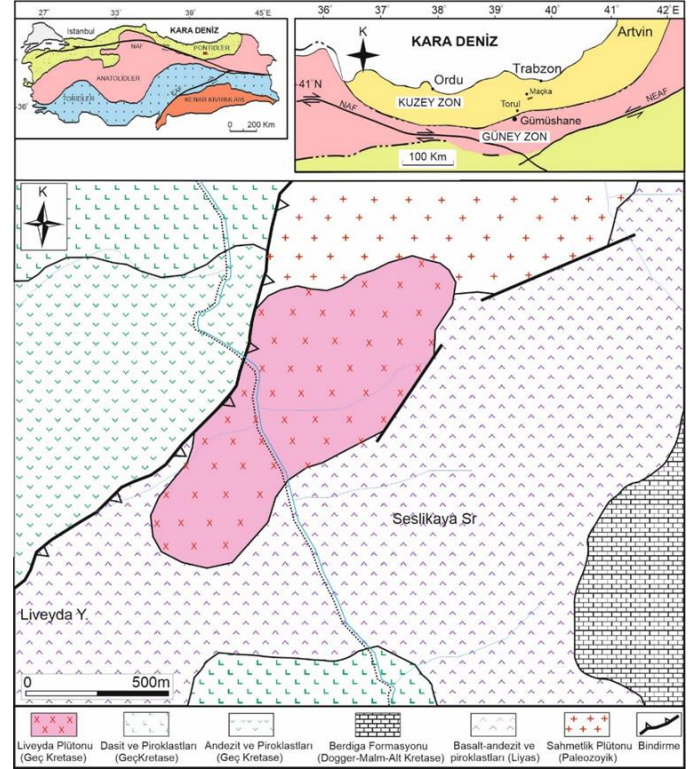 27°
33°
39°
45°E
Istanbul
KARA DENİZ
NAF
PONTİDLER
ANATOLİDLER
TORİDLER
EAF
KENAR KIVRIMLARI
36°
0 200 Km
36°
37°
38°
39°
40°
41°
42°E
K
KARA DENİZ
Artvin
41°N
Ordu
Trabzon
Maçka
KUZEY ZON
Torul
NAF
NEAF
Gümüshane
GÜNEY ZON
100 Km
K
Seslikaya Sr
Liveyda Y.
0 500m
Liveyda Plütonu
(Geç Kretase)
Dasit ve Piroklastları
(GeçKretase)
Andezit ve Piroklastları
(Geç Kretase)
Berdiga Formasyonu
(Dogger-Malm-Alt Kretase)
Basalt-andezit ve
piroklastları (Liyas)
Sahmetlik Plütonu
(Paleozoyik)
Bindirme